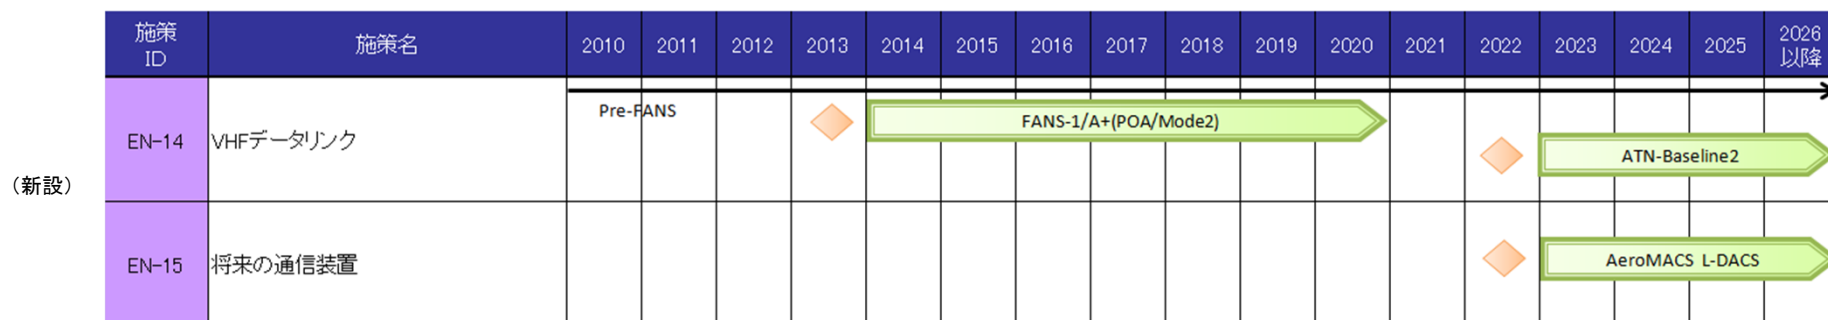 施策
ID
施策名
2010
2011
2012
2013
2014
2015
2016
2017
2018
2019
2020
2021
2022
2023
2024
2025
2026
以降
Pre-FANS
FANS-1/A+(POA/Mode2)
EN-14
VHFデータリンク
ATN-Baseline2
（新設）
EN-15
将来の通信装置
AeroMACS L-DACS